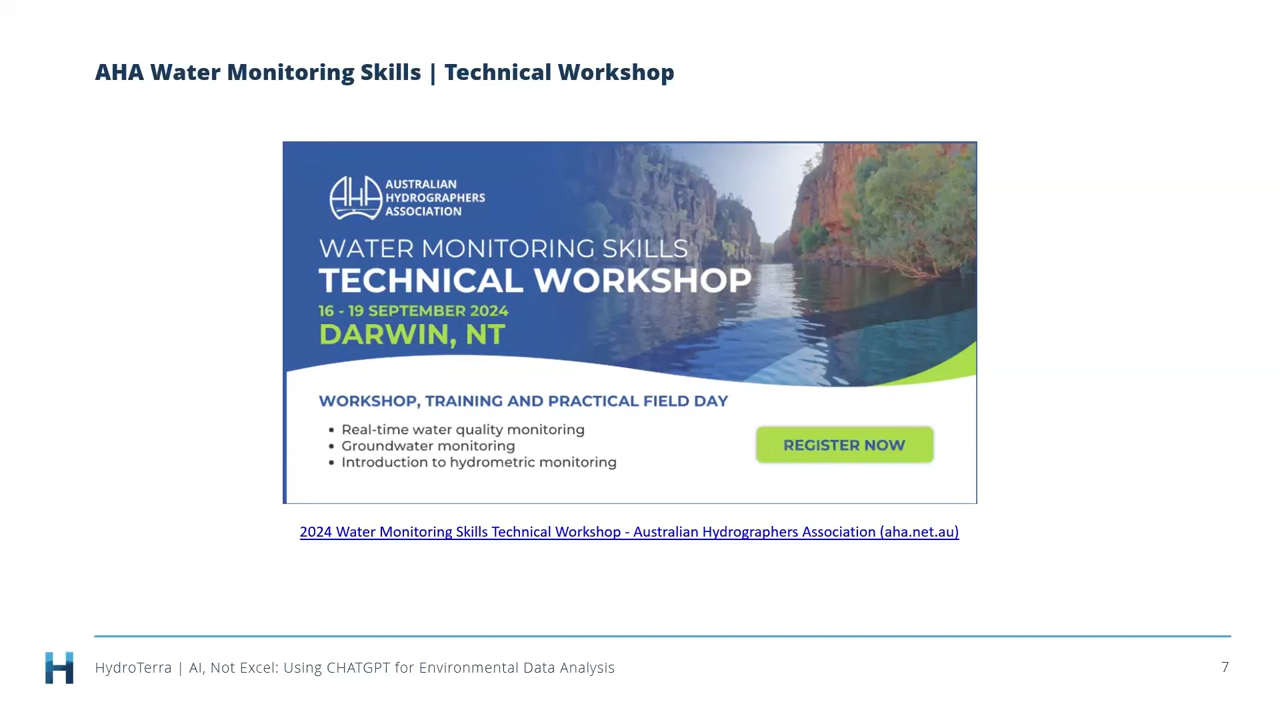 AHA Water Monitoring Skills | Technical Workshop
AHA
AUSTRALIAN
HYDROGRAPHERS
ASSOCIATION
WATER MONITORING SKILLS
TECHNICAL WORKSHOP
16 - 19 SEPTEMBER 2024
DARWIN, NT
WORKSHOP, TRAINING AND PRACTICAL FIELD DAY
• Real-time water quality monitoring
• Groundwater monitoring
• Introduction to hydrometric monitoring
REGISTER NOW
2024 Water Monitoring Skills Technical Workshop - Australian Hydrographers Association (aha.net.au)
H
HydroTerra | AI, Not Excel: Using CHATGPT for Environmental Data Analysis
7